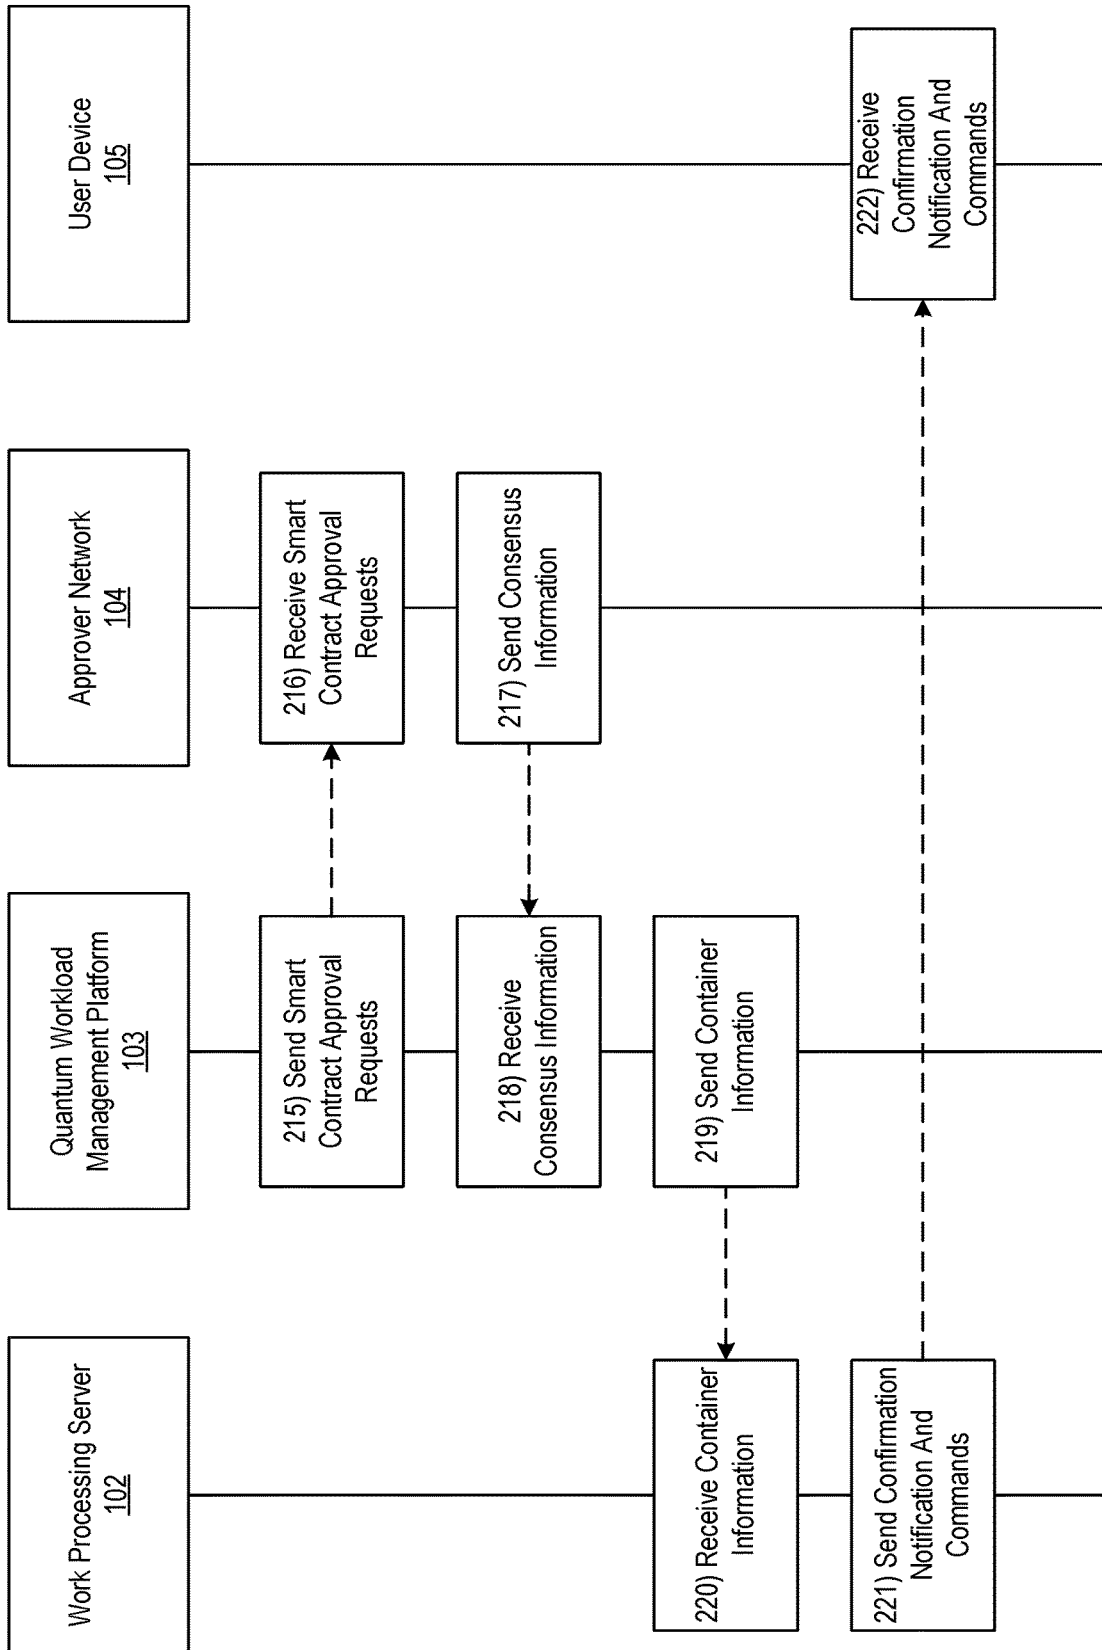 Work Processing Server
102
Quantum Workload
Management Platform
103
Approver Network
104
User Device
105
215) Send Smart
Contract Approval
Requests
216) Receive Smart
Contract Approval
Requests
217) Send Consensus
Information
218) Receive
Consensus Information
219) Send Container
Information
220) Receive Container
Information
221) Send Confirmation
Notification And
Commands
222) Receive
Confirmation
Notification And
Commands